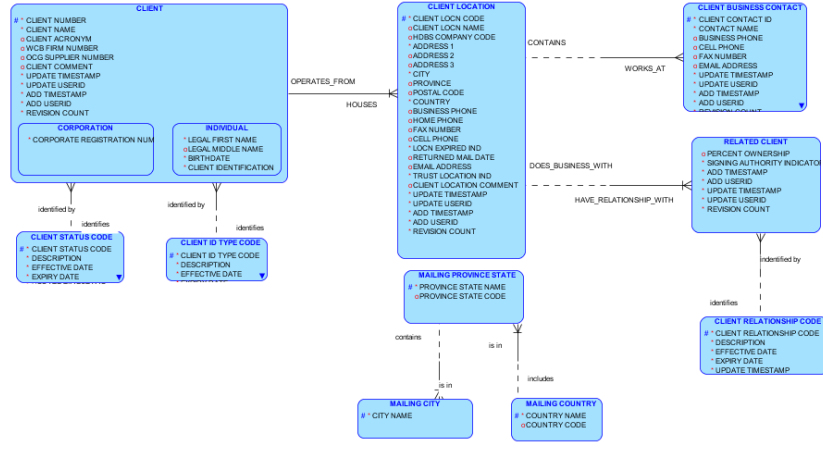 CLIENT
# * CLIENT NUMBER
* CLIENT NAME
o CLIENT ACRONYM
* WCB FIRM NUMBER
* OCG SUPPLIER NUMBER
o CLIENT COMMENT
* UPDATE TIMESTAMP
* UPDATE USERID
* ADD TIMESTAMP
* ADD USERID
* REVISION COUNT
CORPORATION
* CORPORATE REGISTRATION NUM
INDIVIDUAL
* LEGAL FIRST NAME
o LEGAL MIDDLE NAME
* BIRTHDATE
* CLIENT IDENTIFICATION
identified by
identifies
identified by
identifies
CLIENT STATUS CODE
# * CLIENT STATUS CODE
* DESCRIPTION
* EFFECTIVE DATE
* EXPIRY DATE
CLIENT ID TYPE CODE
# * CLIENT ID TYPE CODE
* DESCRIPTION
* EFFECTIVE DATE
OPERATES_FROM
HOUSES
CLIENT LOCATION
# * CLIENT LOCN CODE
o CLIENT LOCN NAME
o HDBS COMPANY CODE
* ADDRESS 1
o ADDRESS 2
o ADDRESS 3
* CITY
o PROVINCE
o POSTAL CODE
* COUNTRY
o BUSINESS PHONE
o HOME PHONE
o FAX NUMBER
o CELL PHONE
* LOCN EXPIRED IND
o RETURNED MAIL DATE
o EMAIL ADDRESS
* TRUST LOCATION IND
o CLIENT LOCATION COMMENT
* UPDATE TIMESTAMP
* UPDATE USERID
* ADD TIMESTAMP
* ADD USERID
* REVISION COUNT
CONTAINS
WORKS_AT
CLIENT BUSINESS CONTACT
# * CLIENT CONTACT ID
* CONTACT NAME
o BUSINESS PHONE
o CELL PHONE
o FAX NUMBER
o EMAIL ADDRESS
* UPDATE TIMESTAMP
* UPDATE USERID
* ADD TIMESTAMP
* ADD USERID
* REVISION COUNT
DOES_BUSINESS_WITH
HAVE_RELATIONSHIP_WITH
RELATED CLIENT
o PERCENT OWNERSHIP
* SIGNING AUTHORITY INDICATO
* ADD TIMESTAMP
* ADD USERID
* UPDATE TIMESTAMP
* UPDATE USERID
* REVISION COUNT
indentified by
identifies
CLIENT RELATIONSHIP CODE
# * CLIENT RELATIONSHIP CODE
* DESCRIPTION
* EFFECTIVE DATE
* EXPIRY DATE
* UPDATE TIMESTAMP
MAILING PROVINCE STATE
# * PROVINCE STATE NAME
o PROVINCE STATE CODE
contains
is in
is in
includes
MAILING CITY
# * CITY NAME
MAILING COUNTRY
# * COUNTRY NAME
o COUNTRY CODE